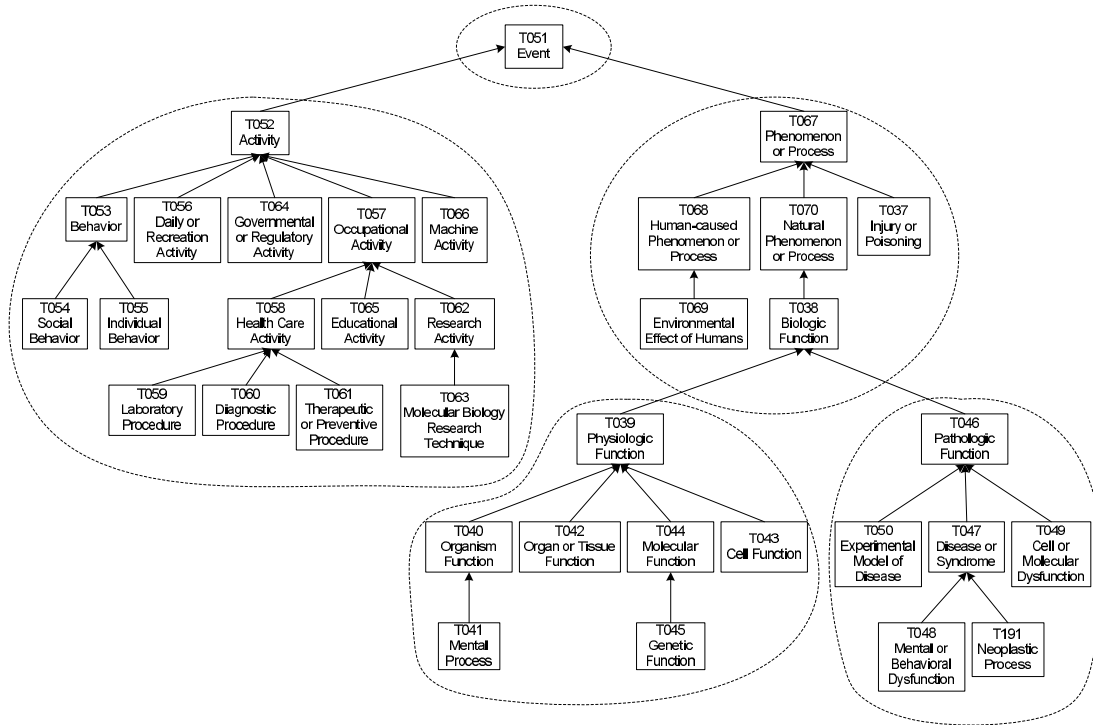 T051
Event
T052
Activity
T067
Phenomenon
or Process
T053
Behavior
T056
Daily or
Recreation
Activity
T064
Governmental
or Regulatory
Activity
T057
Occupational
Activity
T066
Machine
Activity
T068
Human-caused
Phenomenon or
Process
T070
Natural
Phenomenon
or Process
T037
Injury or
Poisoning
T054
Social
Behavior
T055
Individual
Behavior
T058
Health Care
Activity
T065
Educational
Activity
T062
Research
Activity
T069
Environmental
Effect of Humans
T038
Biologic
Function
T059
Laboratory
Procedure
T060
Diagnostic
Procedure
T061
Therapeutic
or Preventive
Procedure
T063
Molecular Biology
Research
Technique
T039
Physiologic
Function
T046
Pathologic
Function
T040
Organism
Function
T042
Organ or Tissue
Function
T044
Molecular
Function
T043
Cell Function
T050
Experimental
Model of
Disease
T047
Disease or
Syndrome
T049
Cell or
Molecular
Dysfunction
T041
Mental
Process
T045
Genetic
Function
T048
Mental or
Behavioral
Dysfunction
T191
Neoplastic
Process